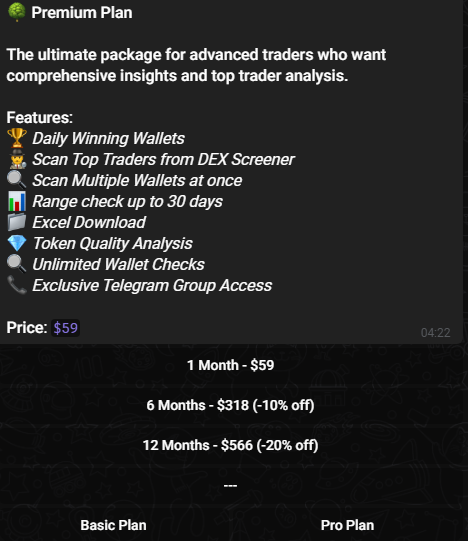 🌳 Premium Plan
The ultimate package for advanced traders who want
comprehensive insights and top trader analysis.
Features:
🏆 Daily Winning Wallets
🕵️ Scan Top Traders from DEX Screener
🔍 Scan Multiple Wallets at once
📊 Range check up to 30 days
📁 Excel Download
💎 Token Quality Analysis
🔍 Unlimited Wallet Checks
📞 Exclusive Telegram Group Access
Price: $59
04:22
1 Month - $59
6 Months - $318 (-10% off)
12 Months - $566 (-20% off)
---
Basic Plan
Pro Plan